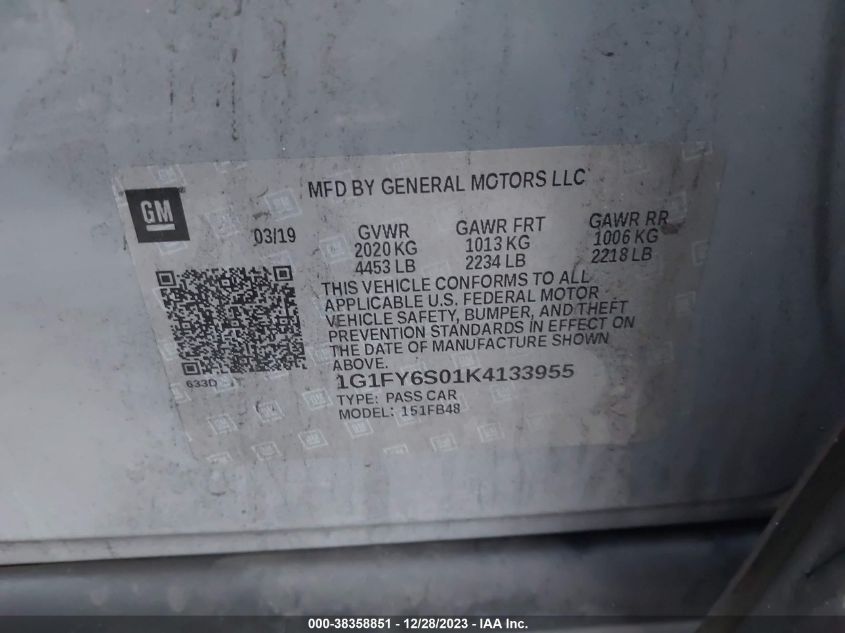 GM
MFD BY GENERAL MOTORS LLC
03/19
GVWR GAWR FRT GAWR RR
2020 KG 1013 KG 1006 KG
4453 LB 2234 LB 2218 LB
THIS VEHICLE CONFORMS TO ALL
APPLICABLE U.S. FEDERAL MOTOR
VEHICLE SAFETY, BUMPER, AND THEFT
PREVENTION STANDARDS IN EFFECT ON
THE DATE OF MANUFACTURE SHOWN
ABOVE.
1G1FY6S01K4133955
TYPE: PASS CAR
MODEL: 151FB48
000-38358851 - 12/28/2023 - IAA Inc.